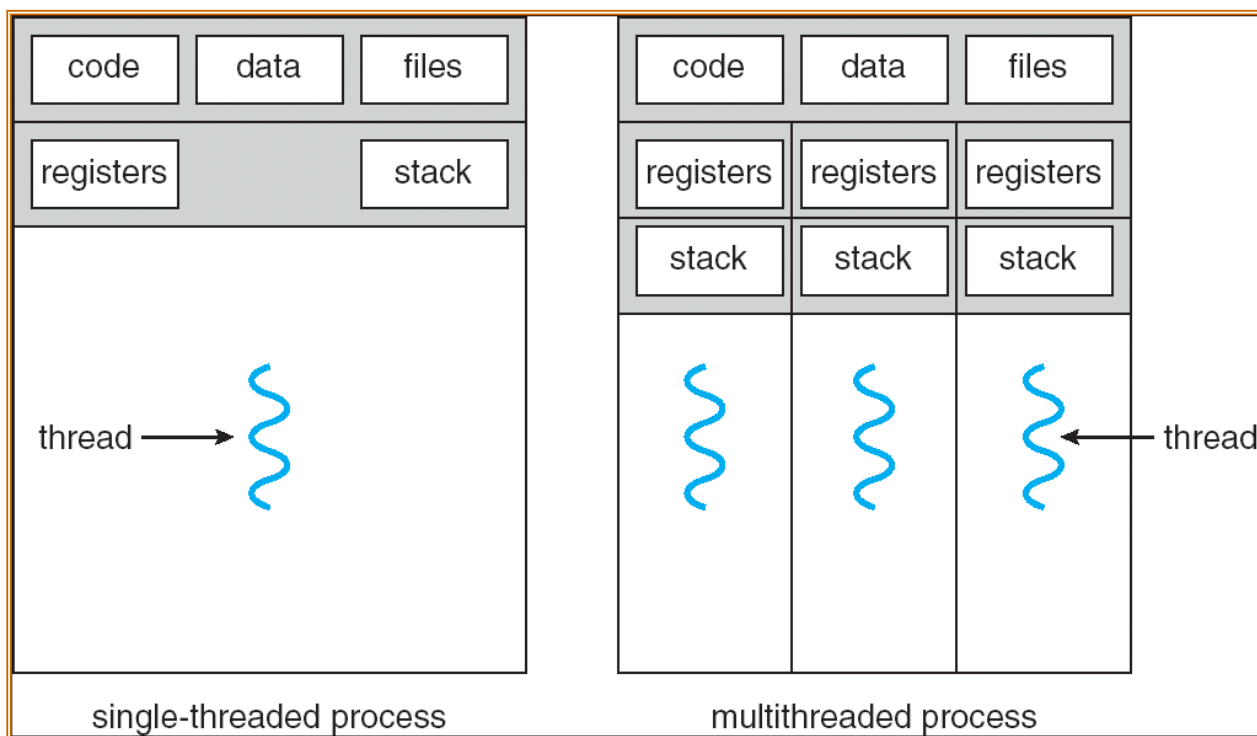 code data files code data files
registers stack registers registers registers
stack stack stack
thread thread
single-threaded process multithreaded process